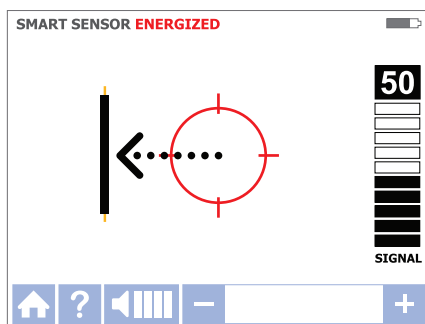 SMART SENSOR ENERGIZED
50
SIGNAL
?
− +